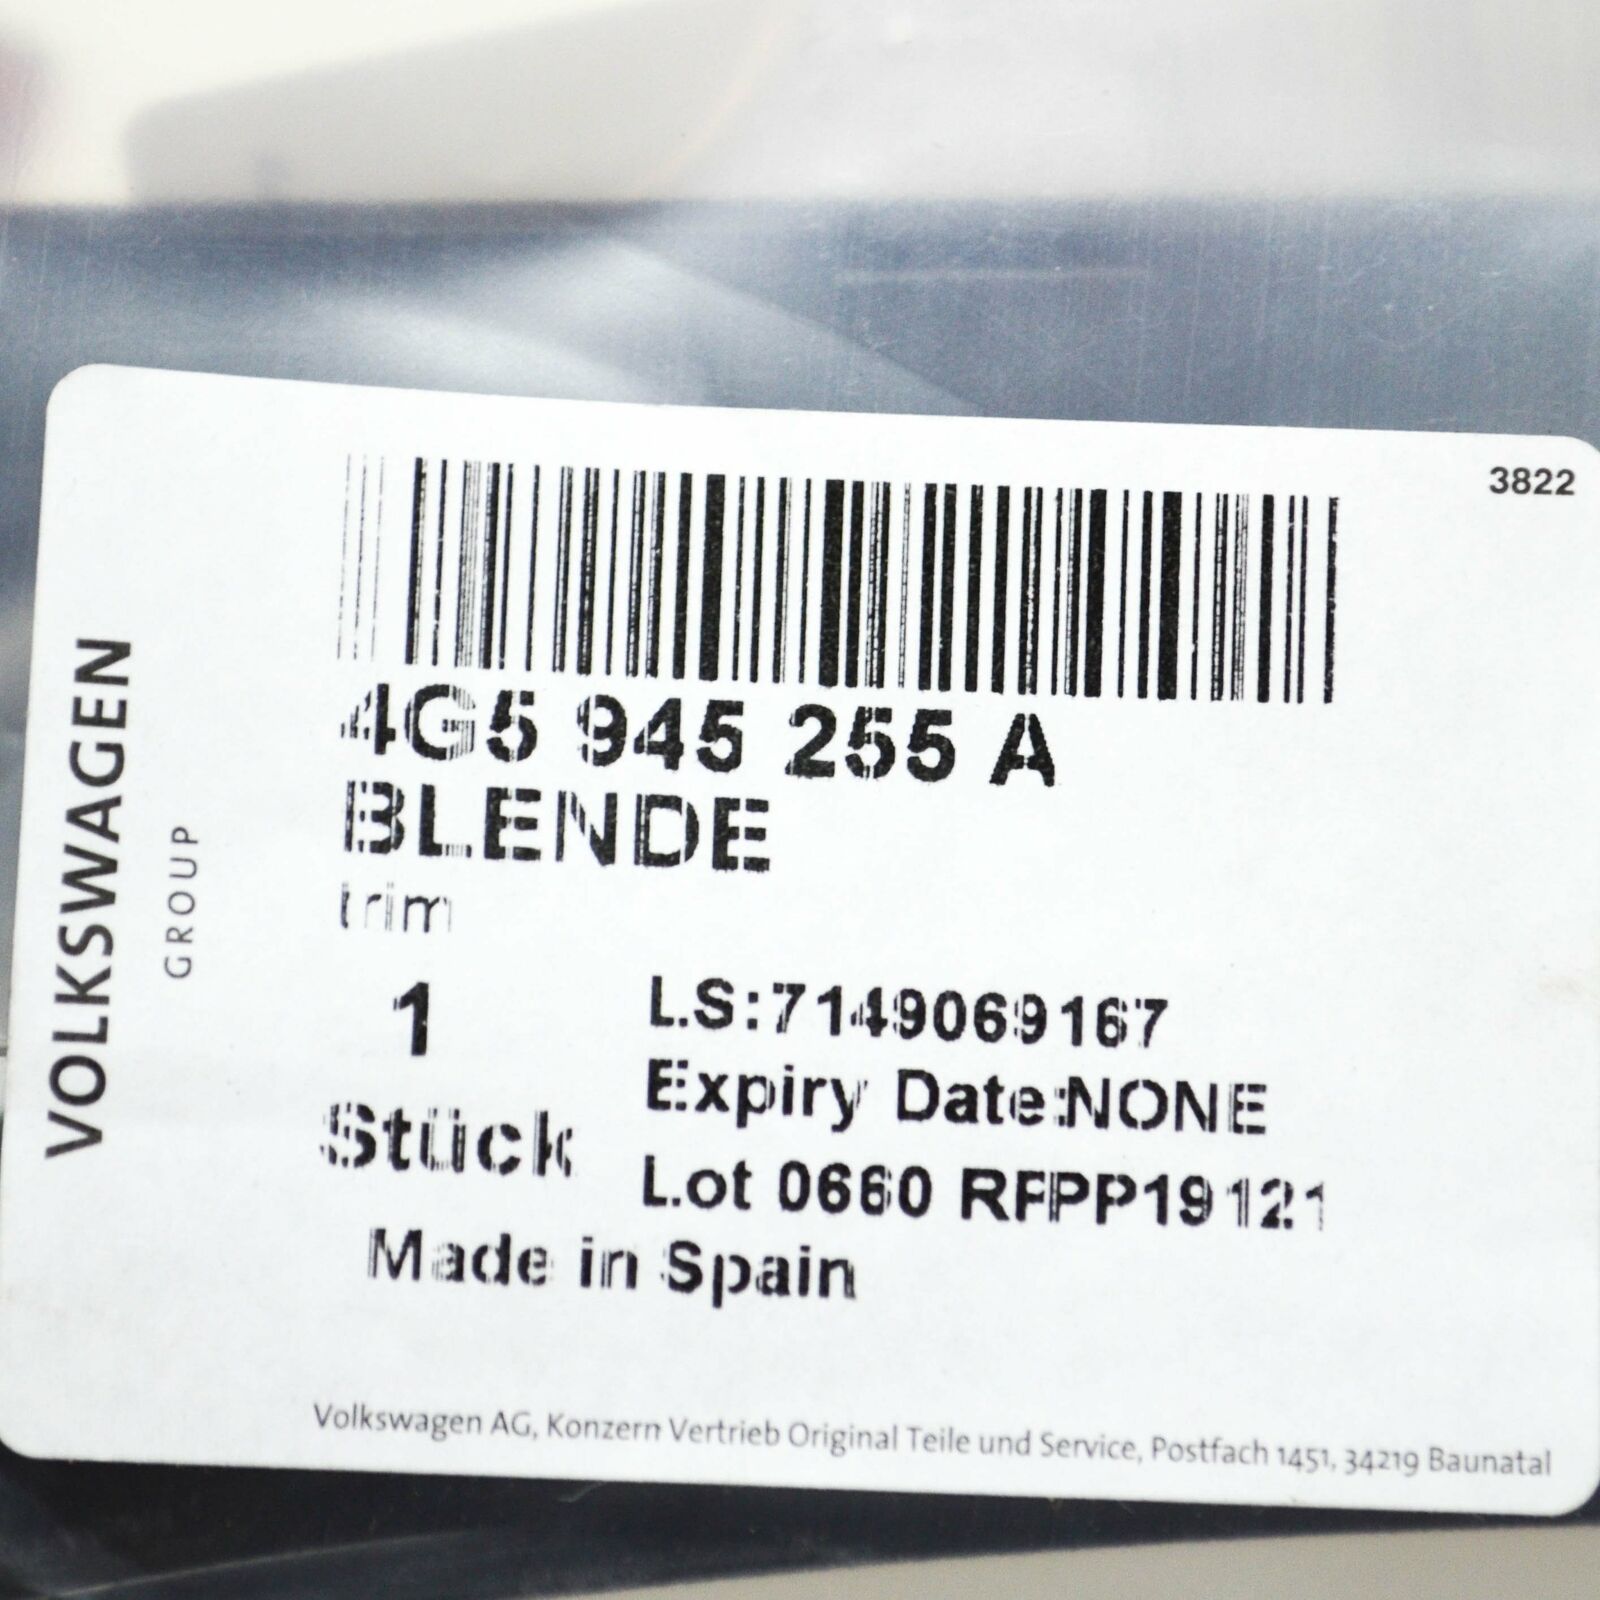 3822
VOLKSWAGEN
GROUP
4G5 945 255 A
BLENDE
trim
1
L.S:7149069167
Expiry Date:NONE
Stück
Lot 0660 RFPP19121
Made in Spain
Volkswagen AG, Konzern Vertrieb Original Teile und Service, Postfach 1451, 34219 Baunatal